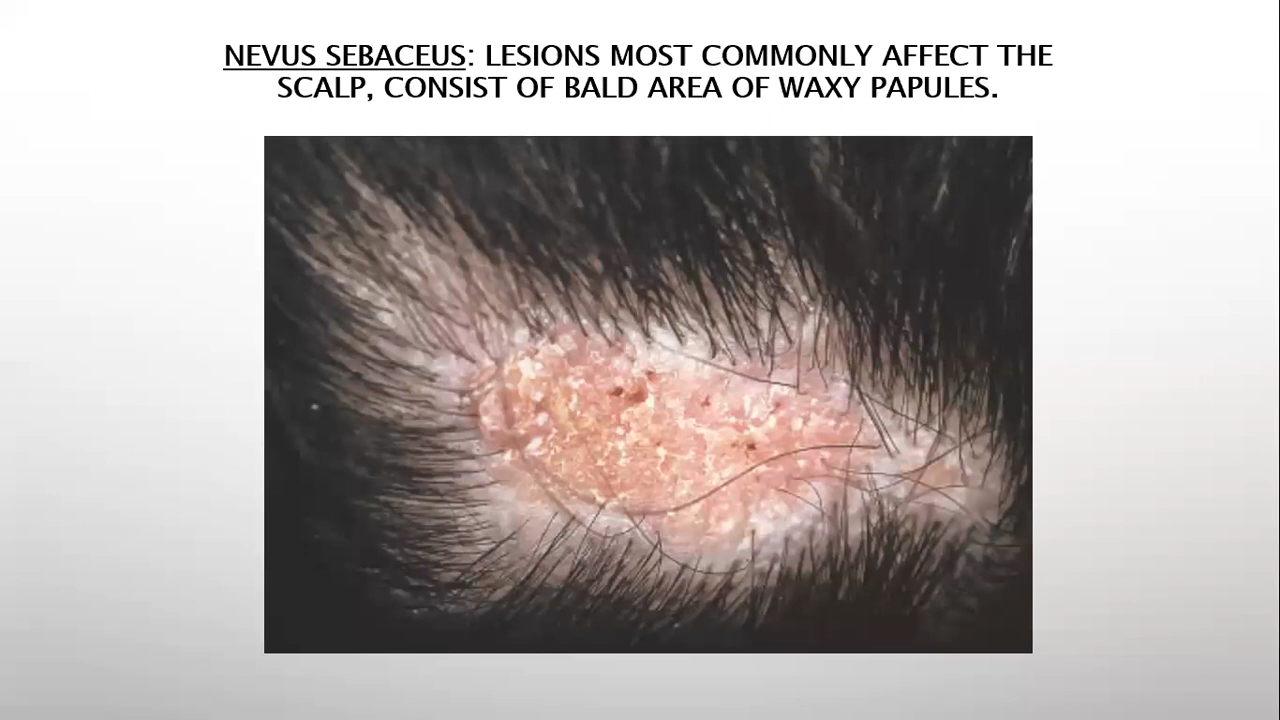 NEVUS SEBACEUS: LESIONS MOST COMMONLY AFFECT THE
SCALP, CONSIST OF BALD AREA OF WAXY PAPULES.